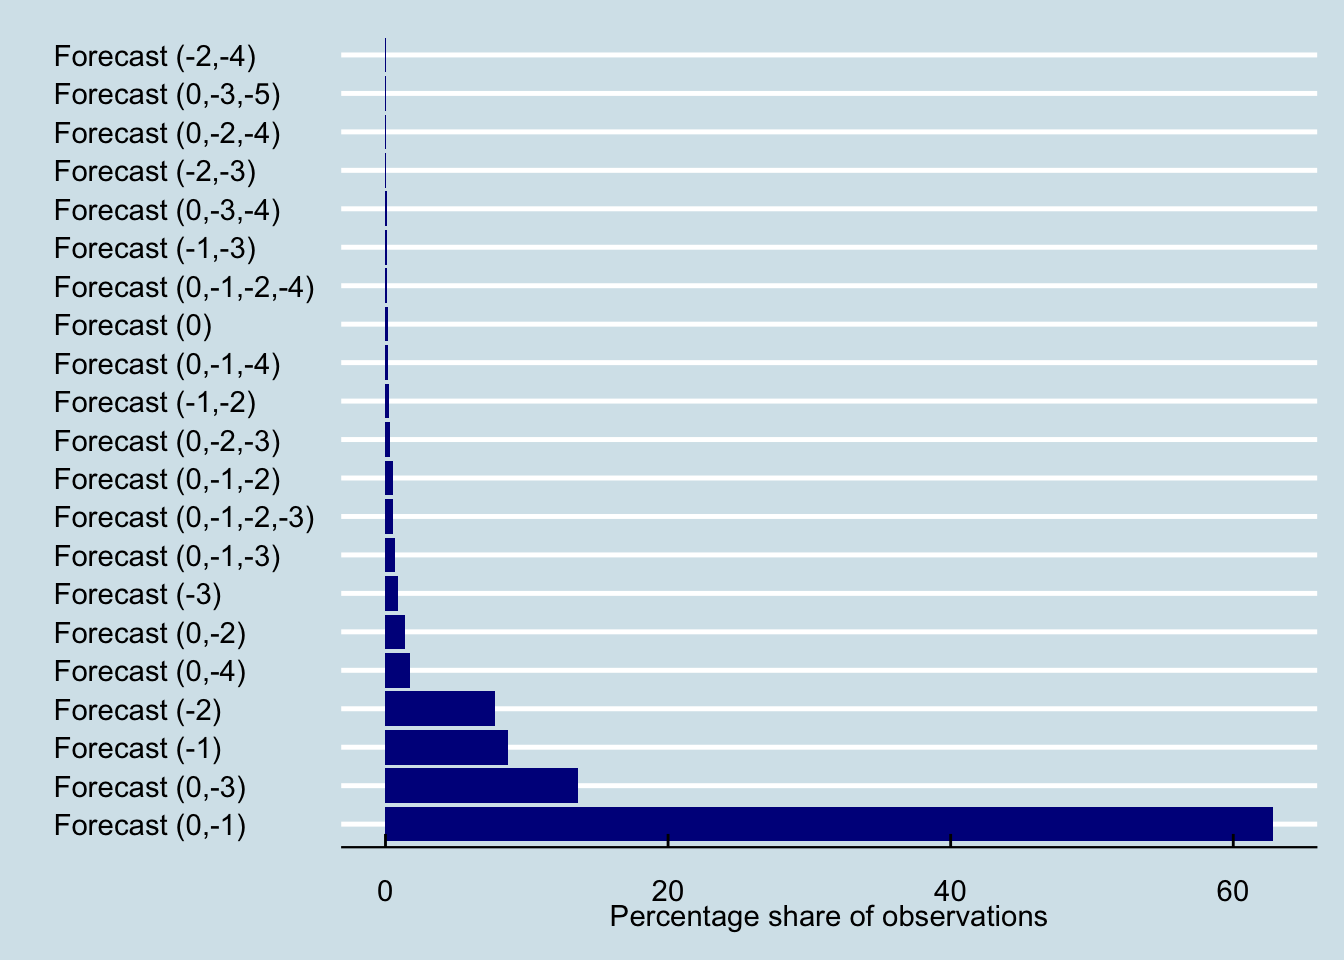 Forecast (-2,-4)
Forecast (0,-3,-5)
Forecast (0,-2,-4)
Forecast (-2,-3)
Forecast (0,-3,-4)
Forecast (-1,-3)
Forecast (0,-1,-2,-4)
Forecast (0)
Forecast (0,-1,-4)
Forecast (-1,-2)
Forecast (0,-2,-3)
Forecast (0,-1,-2)
Forecast (0,-1,-2,-3)
Forecast (0,-1,-3)
Forecast (-3)
Forecast (0,-2)
Forecast (0,-4)
Forecast (-2)
Forecast (-1)
Forecast (0,-3)
Forecast (0,-1)
0 20 40 60
Percentage share of observations